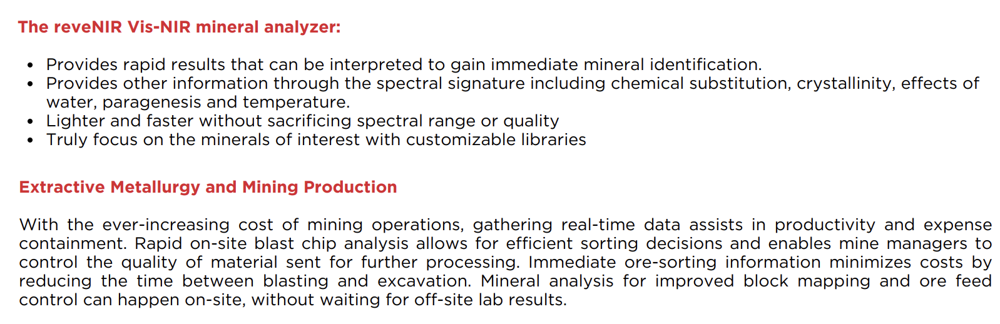 The reveNIR Vis-NIR mineral analyzer:
• Provides rapid results that can be interpreted to gain immediate mineral identification.
• Provides other information through the spectral signature including chemical substitution, crystallinity, effects of
water, paragenesis and temperature.
• Lighter and faster without sacrificing spectral range or quality
• Truly focus on the minerals of interest with customizable libraries
Extractive Metallurgy and Mining Production
With the ever-increasing cost of mining operations, gathering real-time data assists in productivity and expense
containment. Rapid on-site blast chip analysis allows for efficient sorting decisions and enables mine managers to
control the quality of material sent for further processing. Immediate ore-sorting information minimizes costs by
reducing the time between blasting and excavation. Mineral analysis for improved block mapping and ore feed
control can happen on-site, without waiting for off-site lab results.